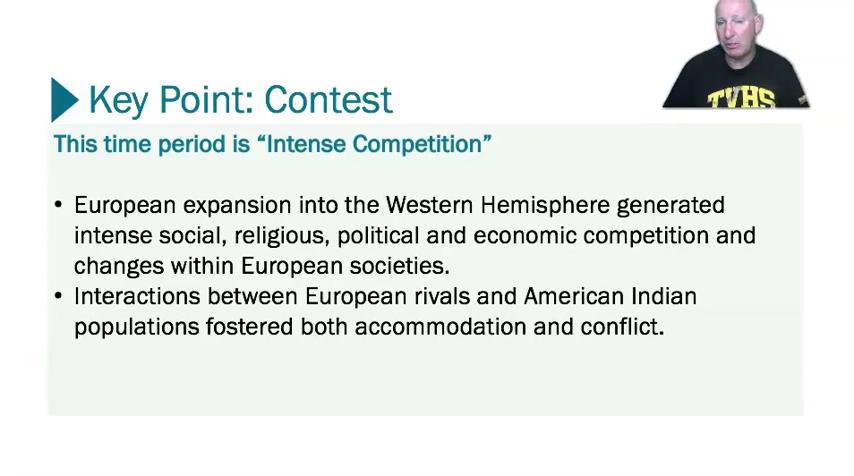 TVHS
Key Point: Contest
This time period is “Intense Competition”
• European expansion into the Western Hemisphere generated
intense social, religious, political and economic competition and
changes within European societies.
• Interactions between European rivals and American Indian
populations fostered both accommodation and conflict.